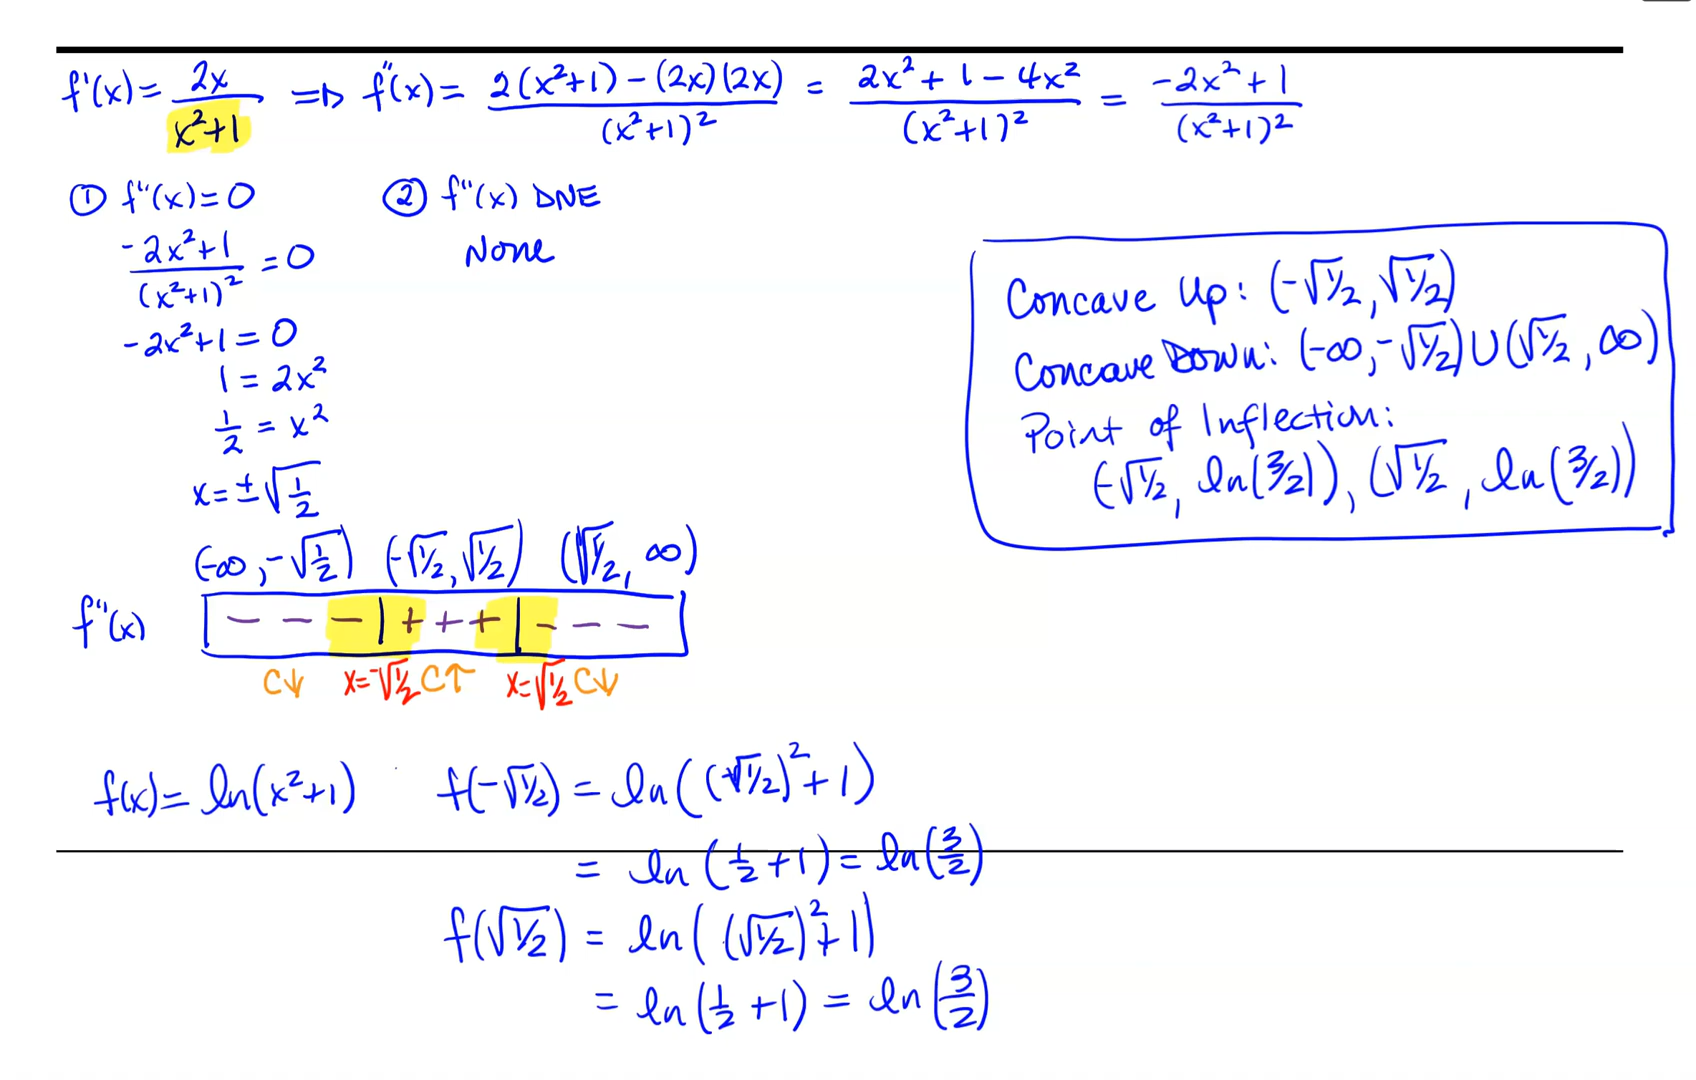 f'(x) = 2x/(x²+1) ⇒ f''(x) = (2(x²+1) − (2x)(2x))/(x²+1)² = (2x² + 1 − 4x²)/(x²+1)² = (−2x² + 1)/(x²+1)²
① f''(x) = 0
(−2x²+1)/(x²+1)² = 0
−2x²+1 = 0
1 = 2x²
1/2 = x²
x = ±√(1/2)
② f''(x) DNE
None
Concave Up: (−√1/2, √1/2)
Concave Down: (−∞, −√1/2) ∪ (√1/2, ∞)
Point of Inflection:
(−√1/2, ln(3/2)), (√1/2, ln(3/2))
(−∞, −√(1/2)) (−√1/2, √1/2) (√1/2, ∞)
f''(x) − − − | + + + | − − −
C↓ x=−√1/2 C↑ x=√1/2 C↓
f(x) = ln(x²+1) f(−√1/2) = ln((−√1/2)² + 1)
= ln(1/2 + 1) = ln(3/2)
f(√1/2) = ln((√1/2)² + 1)
= ln(1/2 + 1) = ln(3/2)